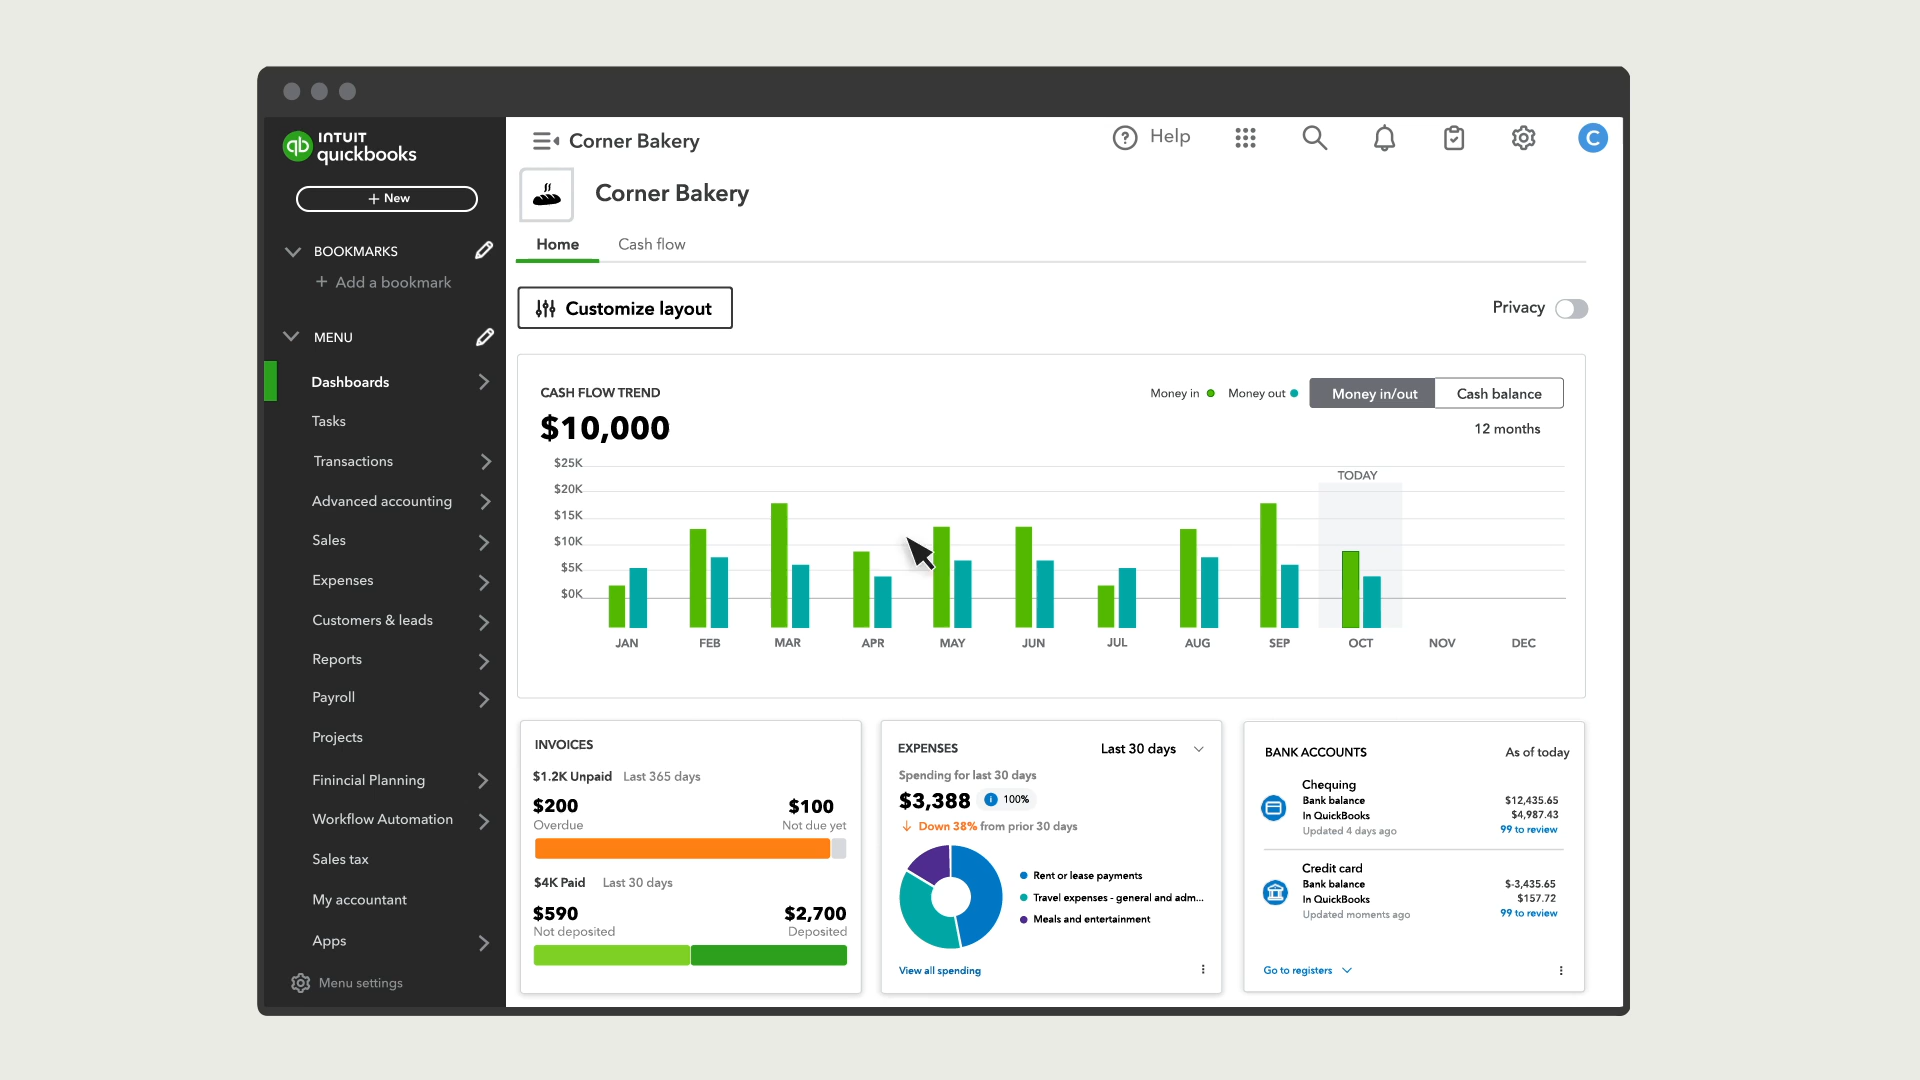 INTUIT
quickbooks
Corner Bakery
Help
C
+ New
Corner Bakery
BOOKMARKS
+ Add a bookmark
Home
Cash flow
MENU
Customize layout
Privacy
Dashboards
Tasks
Transactions
Advanced accounting
Sales
Expenses
Customers & leads
Reports
Payroll
Projects
Finincial Planning
Workflow Automation
Sales tax
My accountant
Apps
Menu settings
CASH FLOW TREND
Money in
Money out
Money in/out
Cash balance
$10,000
12 months
$25K
TODAY
$20K
$15K
$10K
$5K
$0K
JAN FEB MAR APR MAY JUN JUL AUG SEP OCT NOV DEC
INVOICES
$1.2K Unpaid Last 365 days
$200 $100
Overdue Not due yet
$4K Paid Last 30 days
$590 $2,700
Not deposited Deposited
EXPENSES Last 30 days
Spending for last 30 days
$3,388 i 100%
Down 38% from prior 30 days
Rent or lease payments
Travel expenses - general and adm...
Meals and entertainment
View all spending
BANK ACCOUNTS As of today
Chequing
Bank balance $12,435.65
In QuickBooks $4,987.43
Updated 4 days ago 99 to review
Credit card
Bank balance $-3,435.65
In QuickBooks $157.72
Updated moments ago 99 to review
Go to registers